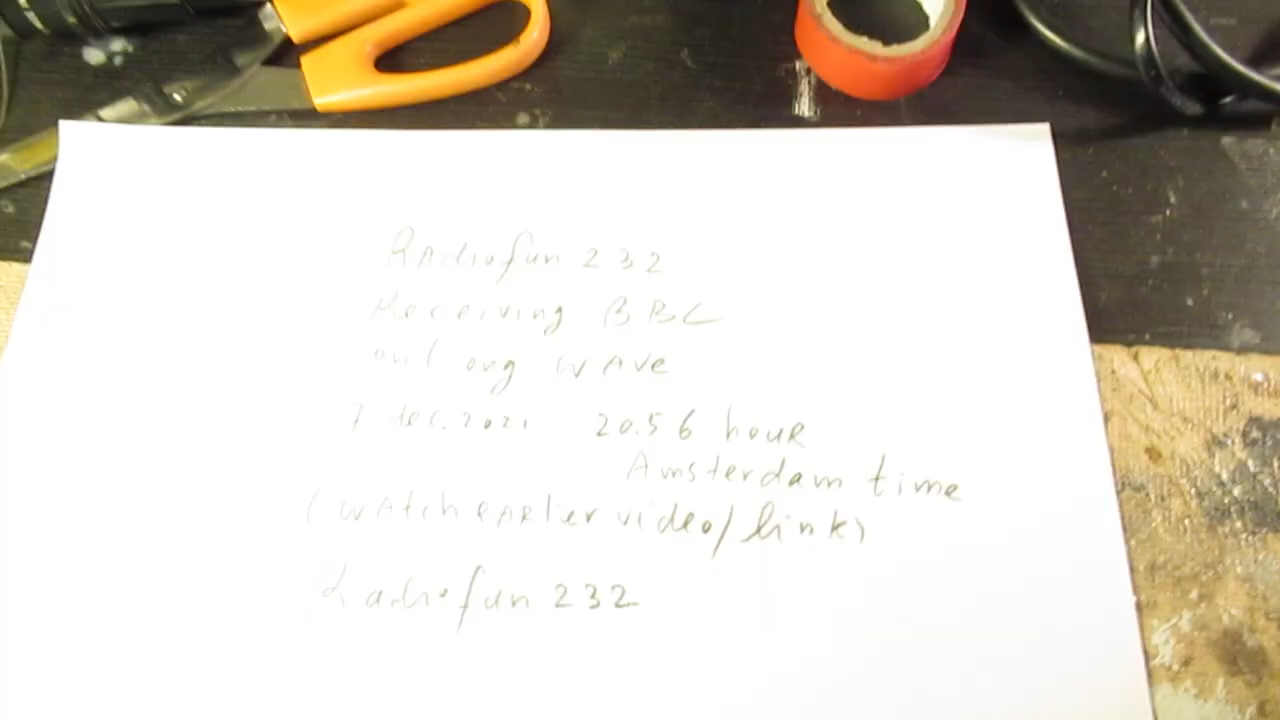 Radiofun 232
Receiving BBC
on long wave
7 dec. 2021 20.56 hour
Amsterdam time
(watch earlier video/link)
Radiofun 232